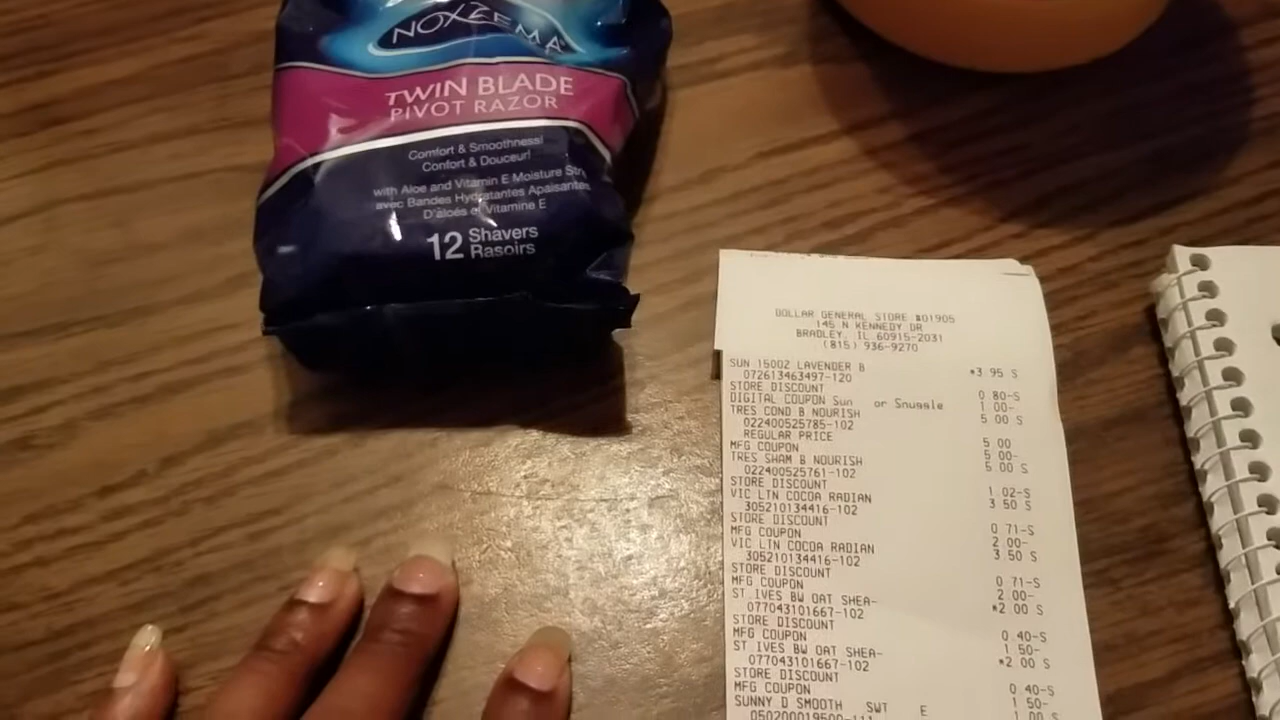 NOXZEMA
TWIN BLADE
PIVOT RAZOR
Comfort & Smoothness!
Confort & Douceur!
with Aloe and Vitamin E Moisture Strip
avec Bandes Hydratantes Apaisantes
D'aloès et Vitamine E
12 Shavers
Rasoirs
DOLLAR GENERAL STORE #01905
145 N KENNEDY DR
BRADLEY, IL 60915-2031
(815) 936-9270
SUN 15002 LAVENDER B *3.95 S
072613463497-120
STORE DISCOUNT 0.80-S
DIGITAL COUPON Sun or Snuggle 1.00-
TRES COND B NOURISH 5.00 S
022400525785-102
REGULAR PRICE 5.00
MFG COUPON 5.00-
TRES SHAM B NOURISH 5.00 S
022400525761-102
STORE DISCOUNT 1.02-S
VIC LTN COCOA RADIAN 3.50 S
305210134416-102
STORE DISCOUNT 0.71-S
MFG COUPON 2.00-
VIC LTN COCOA RADIAN 3.50 S
305210134416-102
STORE DISCOUNT 0.71-S
MFG COUPON 2.00-
ST IVES BW OAT SHEA- *2.00 S
077043101667-102
STORE DISCOUNT 0.40-S
MFG COUPON 1.50-
ST IVES BW OAT SHEA- *2.00 S
077043101667-102
STORE DISCOUNT 0.40-S
MFG COUPON 1.50-
SUNNY D SMOOTH SWT E 1.00 S
050200019500-111